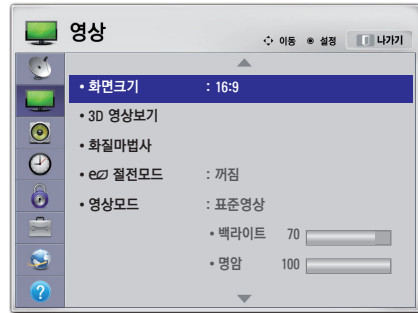 영상
이동 설정 나가기
• 화면크기 : 16:9
• 3D 영상보기
• 화질마법사
• 절전모드 : 꺼짐
• 영상모드 : 표준영상
• 백라이트 70
• 명암 100
?